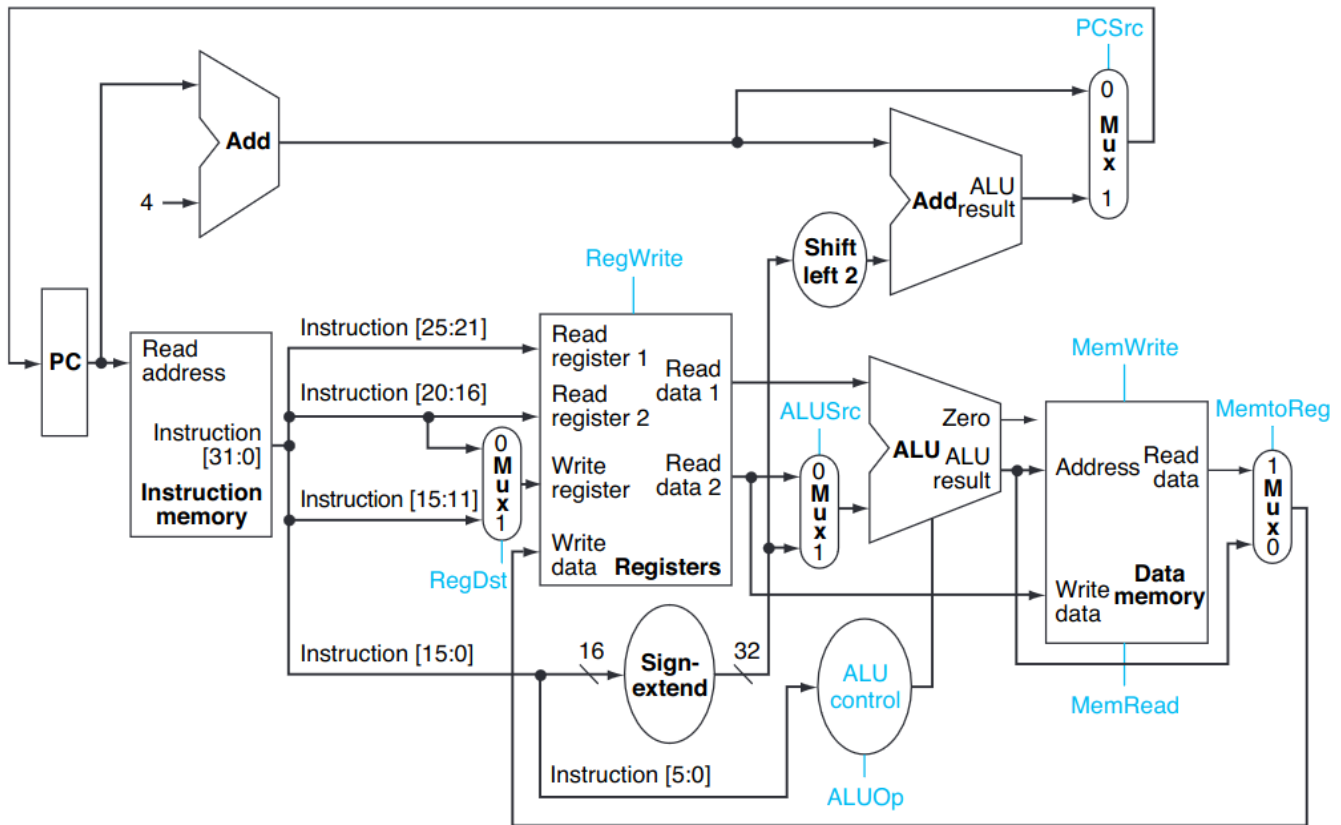 PCSrc
0
M
u
x
1
Add
4
Add
ALU
result
Shift
left 2
RegWrite
PC
Read
address
Instruction
[31:0]
Instruction
memory
Instruction [25:21]
Instruction [20:16]
Instruction [15:11]
0
M
u
x
1
RegDst
Read
register 1
Read
register 2
Write
register
Write
data
Read
data 1
Read
data 2
Registers
ALUSrc
0
M
u
x
1
Zero
ALU
ALU
result
MemWrite
Address
Read
data
Write
data
Data
memory
MemRead
MemtoReg
1
M
u
x
0
Instruction [15:0]
16
Sign-
extend
32
ALU
control
Instruction [5:0]
ALUOp